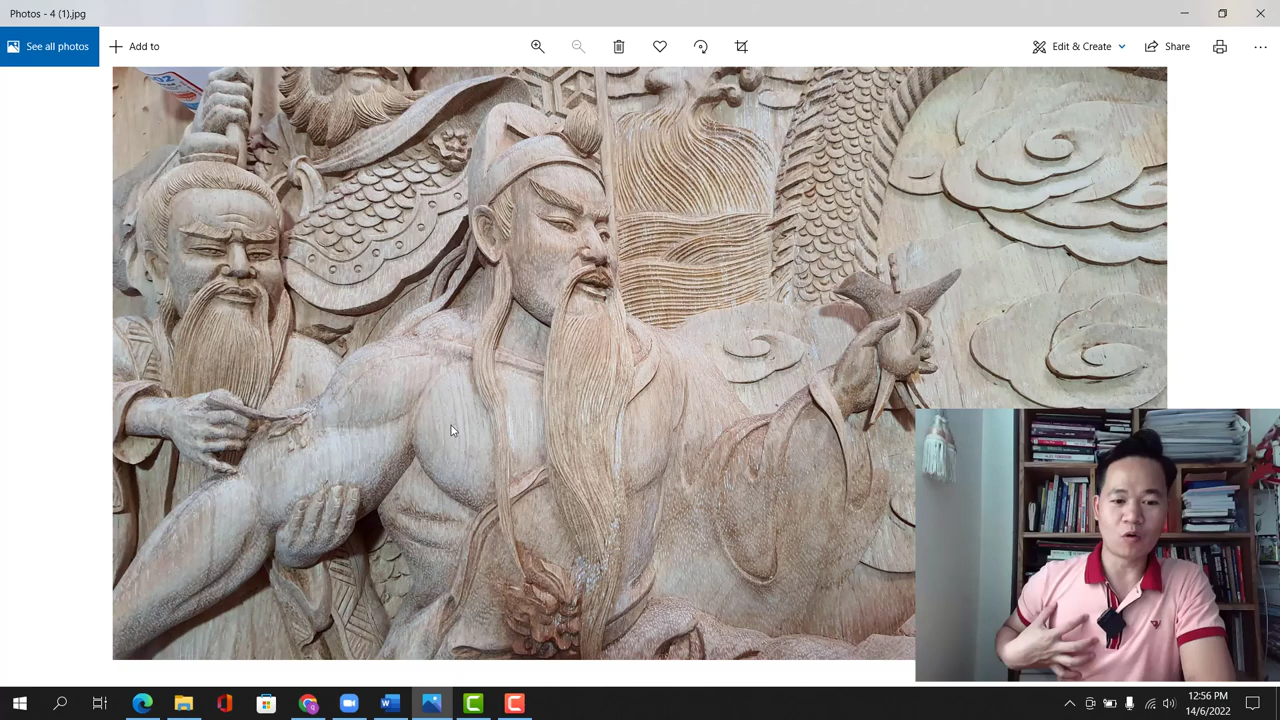 Photos - 4 (1).jpg
See all photos
Add to
Edit & Create
Share
12:56 PM
14/6/2022